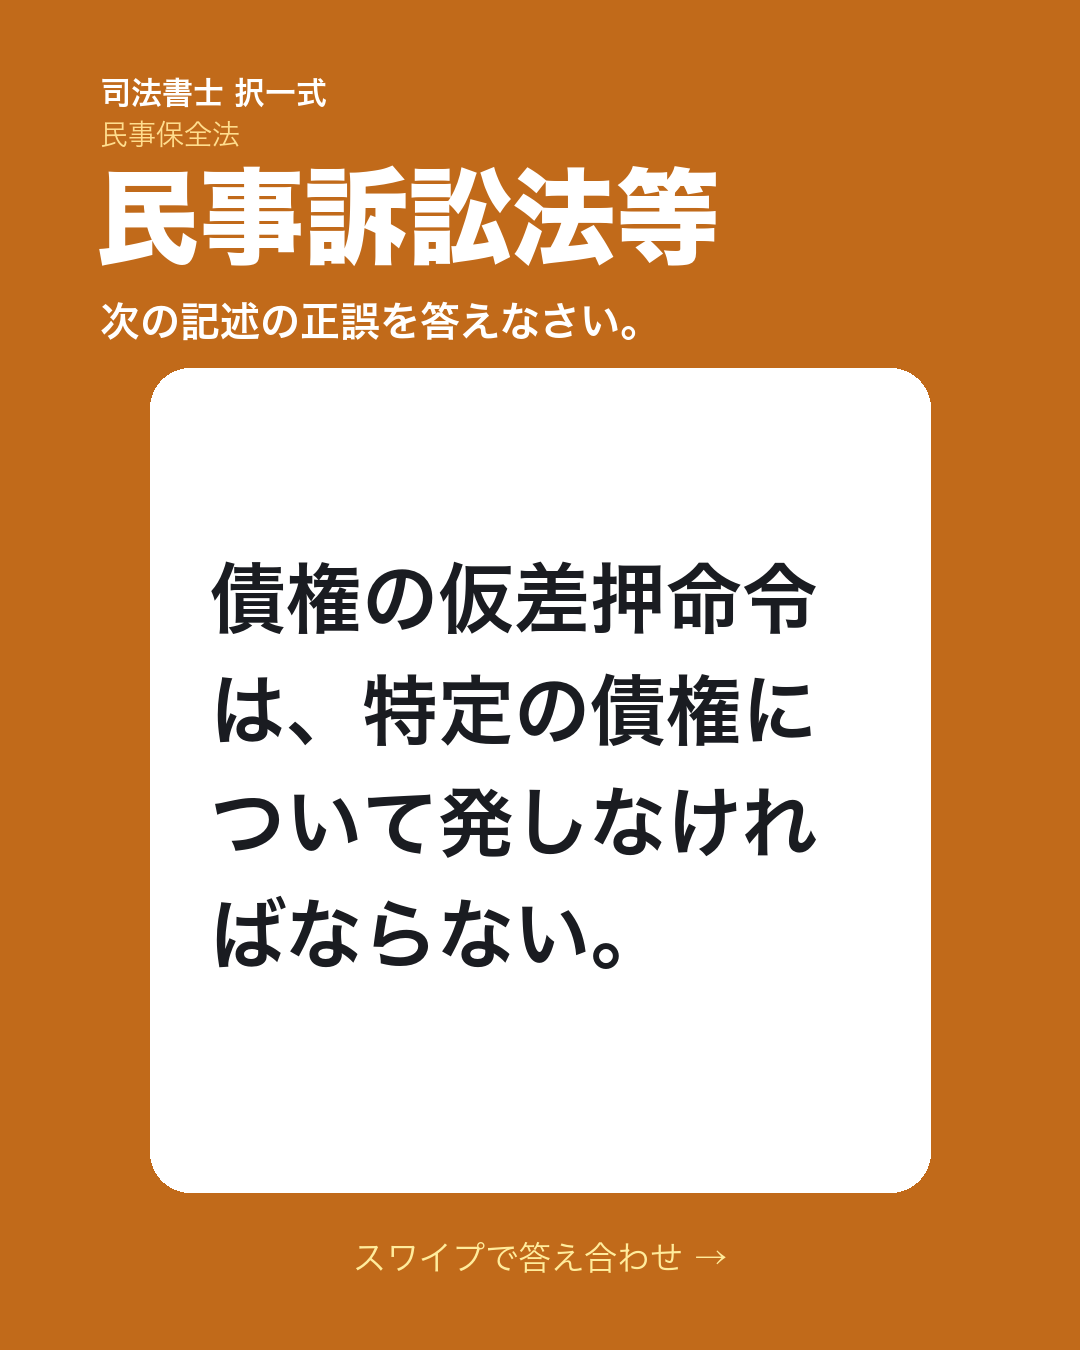 司法書士 択一式
民事保全法
民事訴訟法等
次の記述の正誤を答えなさい。
債権の仮差押命令
は、特定の債権に
ついて発しなけれ
ばならない。
スワイプで答え合わせ →